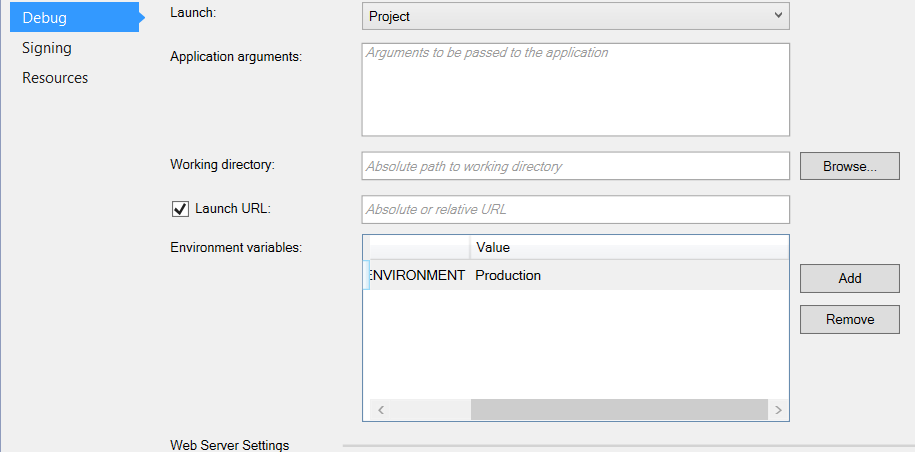 Debug
Signing
Resources
Launch:
Project
Application arguments:
Arguments to be passed to the application
Working directory:
Absolute path to working directory
Browse...
Launch URL:
Absolute or relative URL
Environment variables:
Value
ENVIRONMENT Production
Add
Remove
Web Server Settings